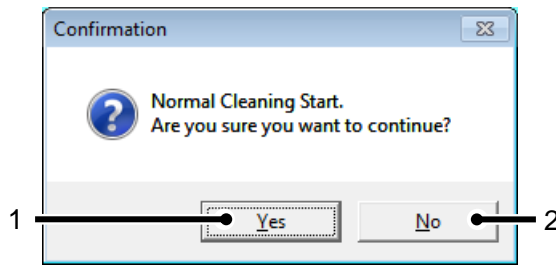 Confirmation
Normal Cleaning Start.
Are you sure you want to continue?
1 Yes No 2